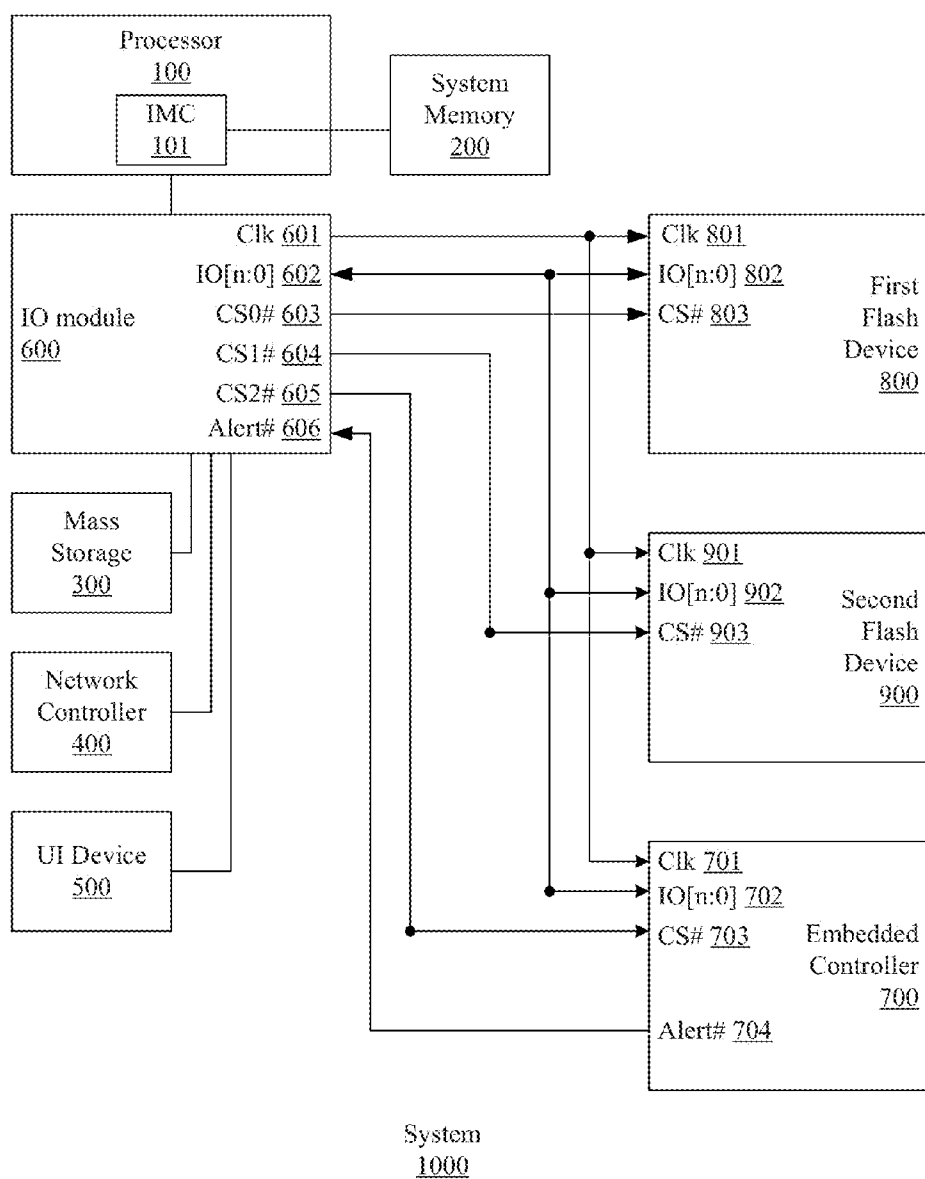 Processor
100
IMC
101
System
Memory
200
IO module
600
Clk 601
IO[n:0] 602
CS0# 603
CS1# 604
CS2# 605
Alert# 606
Clk 801
IO[n:0] 802
CS# 803
First
Flash
Device
800
Mass
Storage
300
Clk 901
IO[n:0] 902
CS# 903
Second
Flash
Device
900
Network
Controller
400
UI Device
500
Clk 701
IO[n:0] 702
CS# 703
Alert# 704
Embedded
Controller
700
System
1000